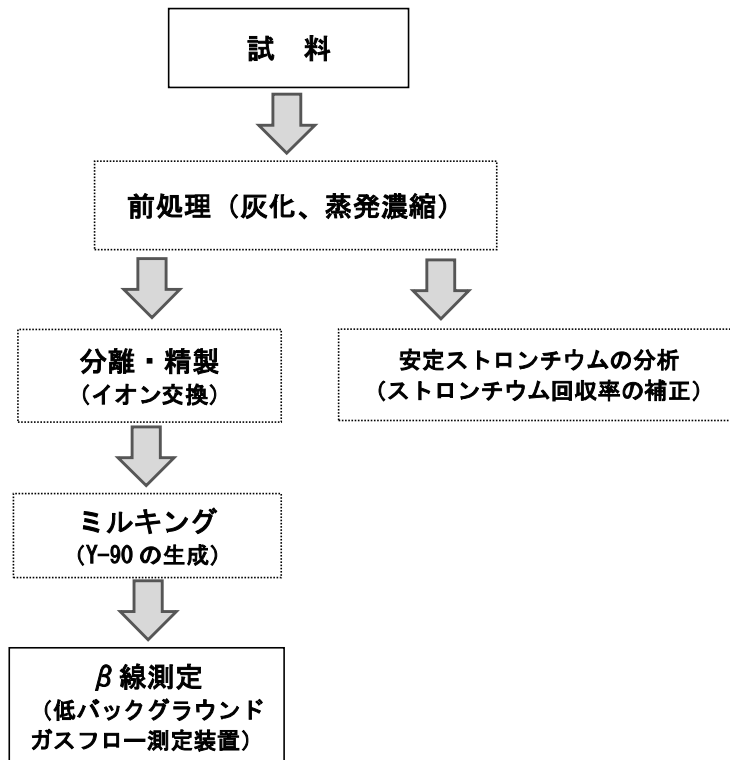 試　料
前処理（灰化、蒸発濃縮）
分離・精製
（イオン交換）
安定ストロンチウムの分析
（ストロンチウム回収率の補正）
ミルキング
（Y-90 の生成）
β線測定
（低バックグラウンド
ガスフロー測定装置）